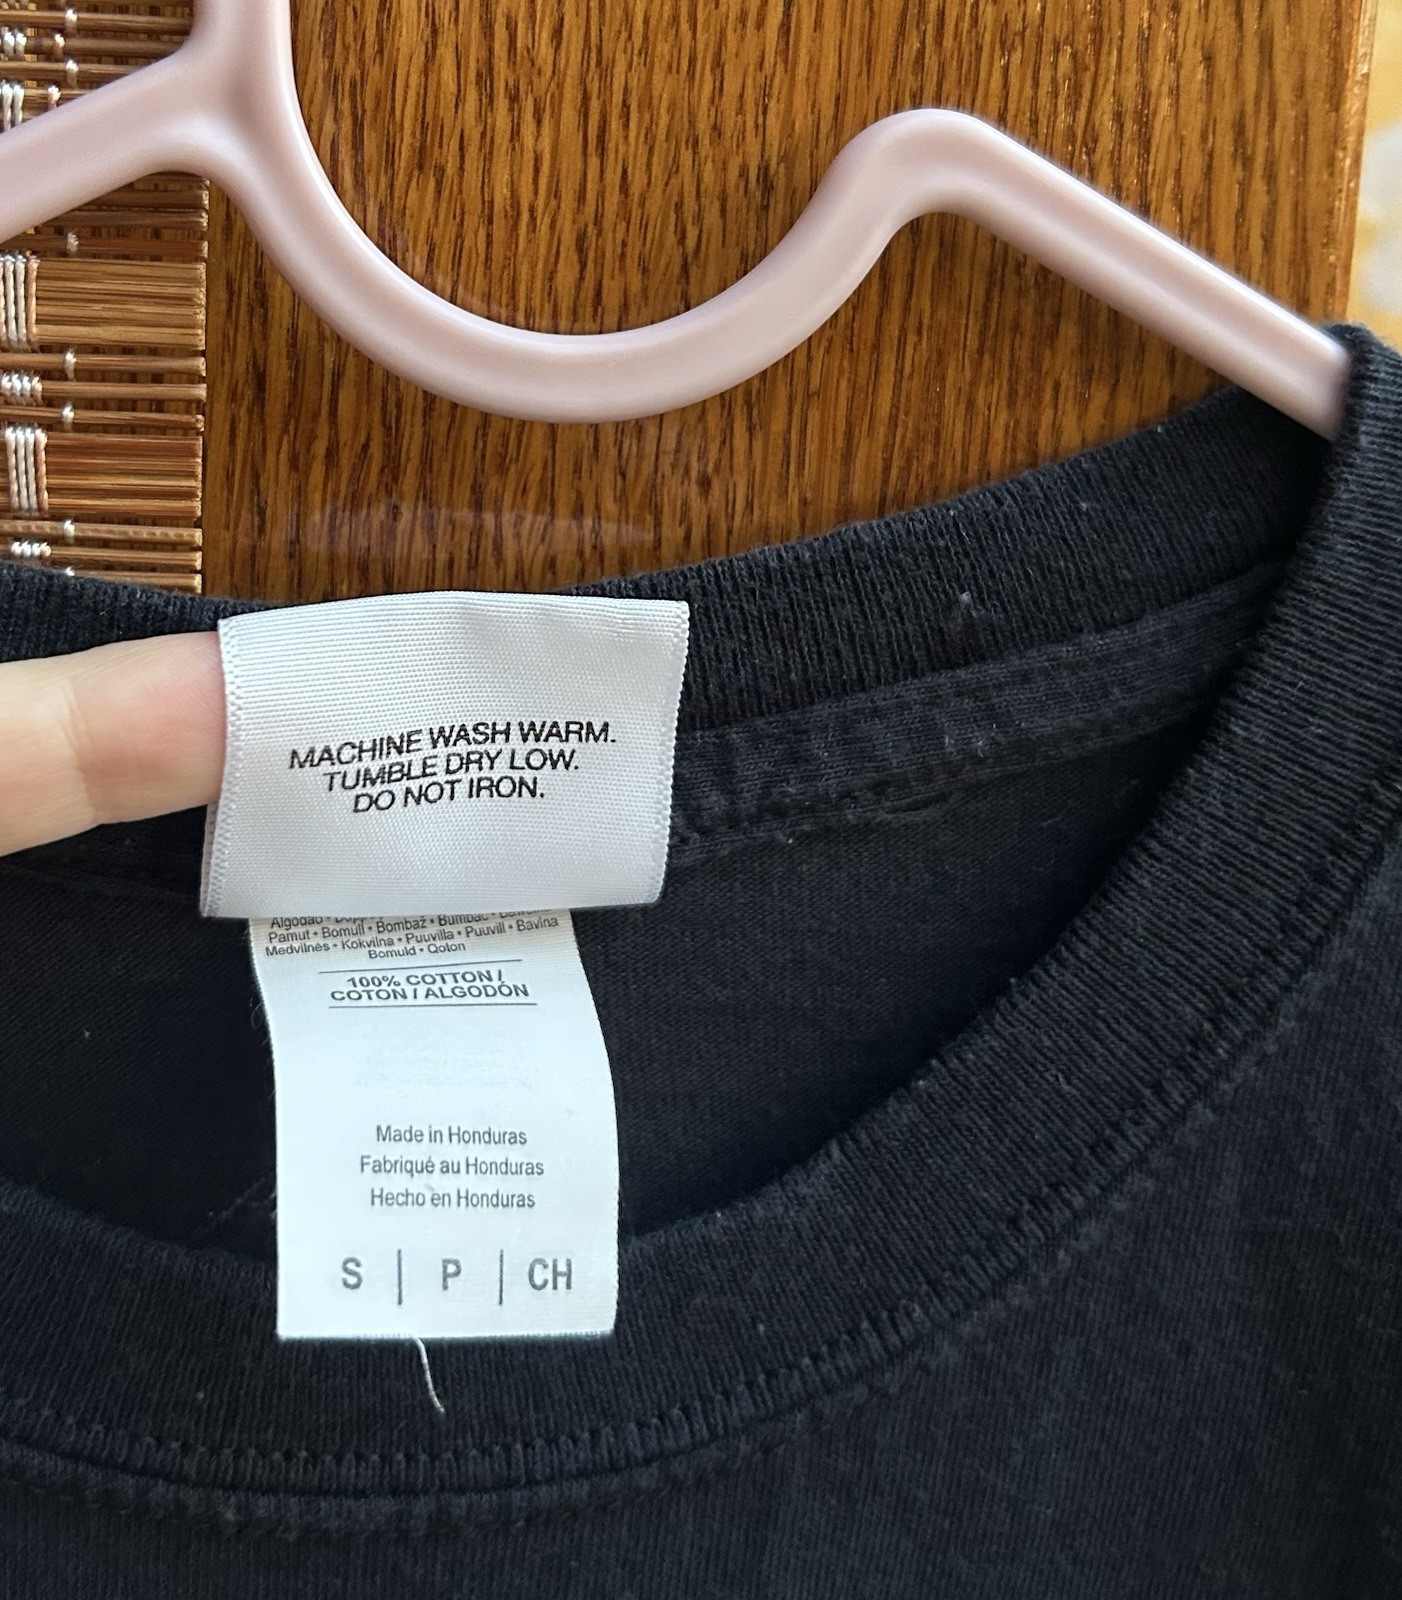 MACHINE WASH WARM.
TUMBLE DRY LOW.
DO NOT IRON.
Pamut • Bomull • Bombaž • Bumbac •
Medvilnės • Kokvilna • Puuvilla • Puuvill • Bavlna
Bomuld • Qoton
100% COTTON /
COTON / ALGODÓN
Made in Honduras
Fabriqué au Honduras
Hecho en Honduras
S | P | CH